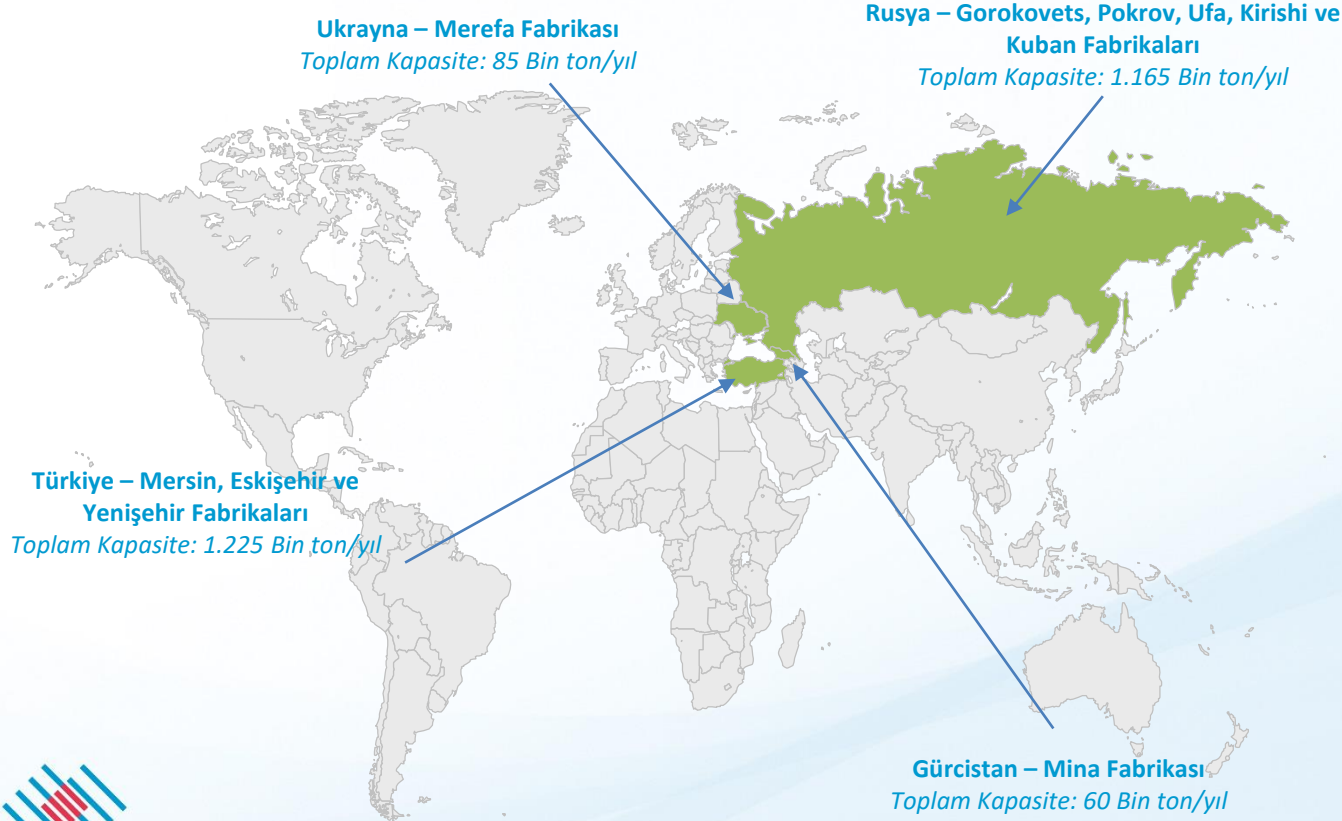 Ukrayna – Merefa Fabrikası
Toplam Kapasite: 85 Bin ton/yıl
Rusya – Gorokovets, Pokrov, Ufa, Kirishi ve
Kuban Fabrikaları
Toplam Kapasite: 1.165 Bin ton/yıl
Türkiye – Mersin, Eskişehir ve
Yenişehir Fabrikaları
Toplam Kapasite: 1.225 Bin ton/yıl
Gürcistan – Mina Fabrikası
Toplam Kapasite: 60 Bin ton/yıl